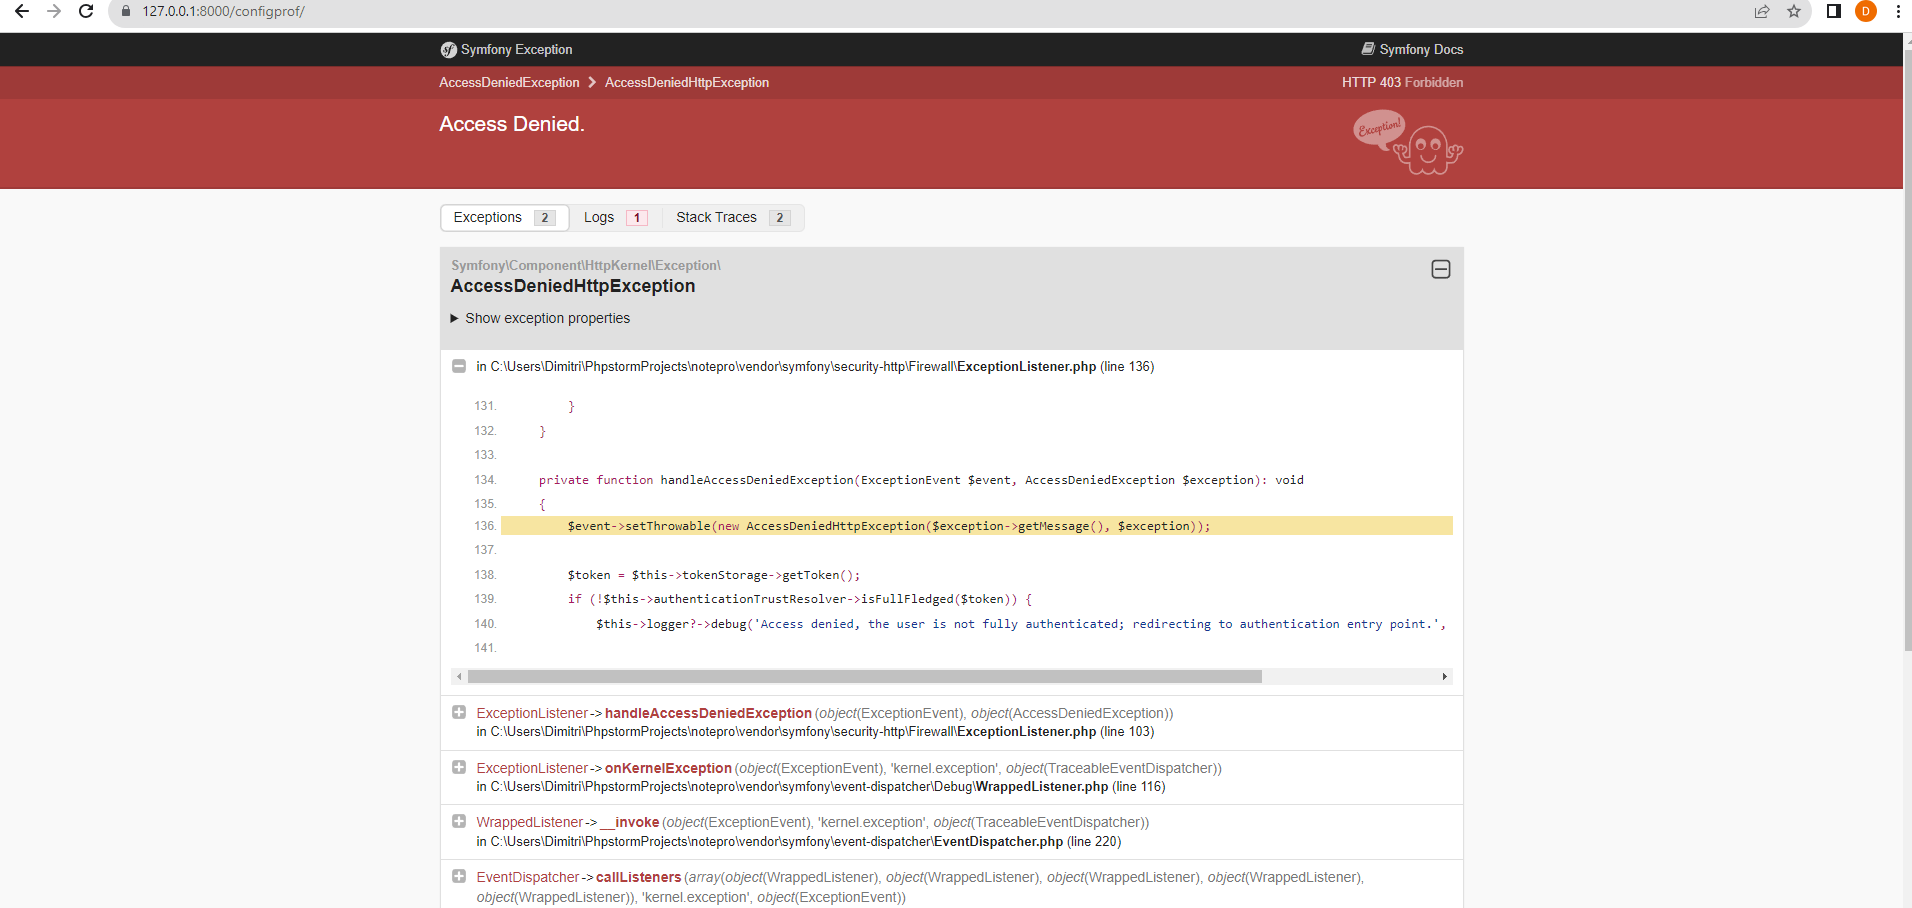 127.0.0.1:8000/configprof/
D
Symfony Exception
Symfony Docs
AccessDeniedException
AccessDeniedHttpException
HTTP 403 Forbidden
Access Denied.
Exception!
Exceptions 2
Logs 1
Stack Traces 2
Symfony\Component\HttpKernel\Exception\
AccessDeniedHttpException
Show exception properties
in C:\Users\Dimitri\PhpstormProjects\notepro\vendor\symfony\security-http\Firewall\ExceptionListener.php (line 136)
131. }
132. }
133.
134. private function handleAccessDeniedException(ExceptionEvent $event, AccessDeniedException $exception): void
135. {
136. $event->setThrowable(new AccessDeniedHttpException($exception->getMessage(), $exception));
137.
138. $token = $this->tokenStorage->getToken();
139. if (!$this->authenticationTrustResolver->isFullFledged($token)) {
140. $this->logger?->debug('Access denied, the user is not fully authenticated; redirecting to authentication entry point.',
141.
ExceptionListener->handleAccessDeniedException(object(ExceptionEvent), object(AccessDeniedException))
in C:\Users\Dimitri\PhpstormProjects\notepro\vendor\symfony\security-http\Firewall\ExceptionListener.php (line 103)
ExceptionListener->onKernelException(object(ExceptionEvent), 'kernel.exception', object(TraceableEventDispatcher))
in C:\Users\Dimitri\PhpstormProjects\notepro\vendor\symfony\event-dispatcher\Debug\WrappedListener.php (line 116)
WrappedListener->__invoke(object(ExceptionEvent), 'kernel.exception', object(TraceableEventDispatcher))
in C:\Users\Dimitri\PhpstormProjects\notepro\vendor\symfony\event-dispatcher\EventDispatcher.php (line 220)
EventDispatcher->callListeners(array(object(WrappedListener), object(WrappedListener), object(WrappedListener), object(WrappedListener),
object(WrappedListener)), 'kernel.exception', object(ExceptionEvent))